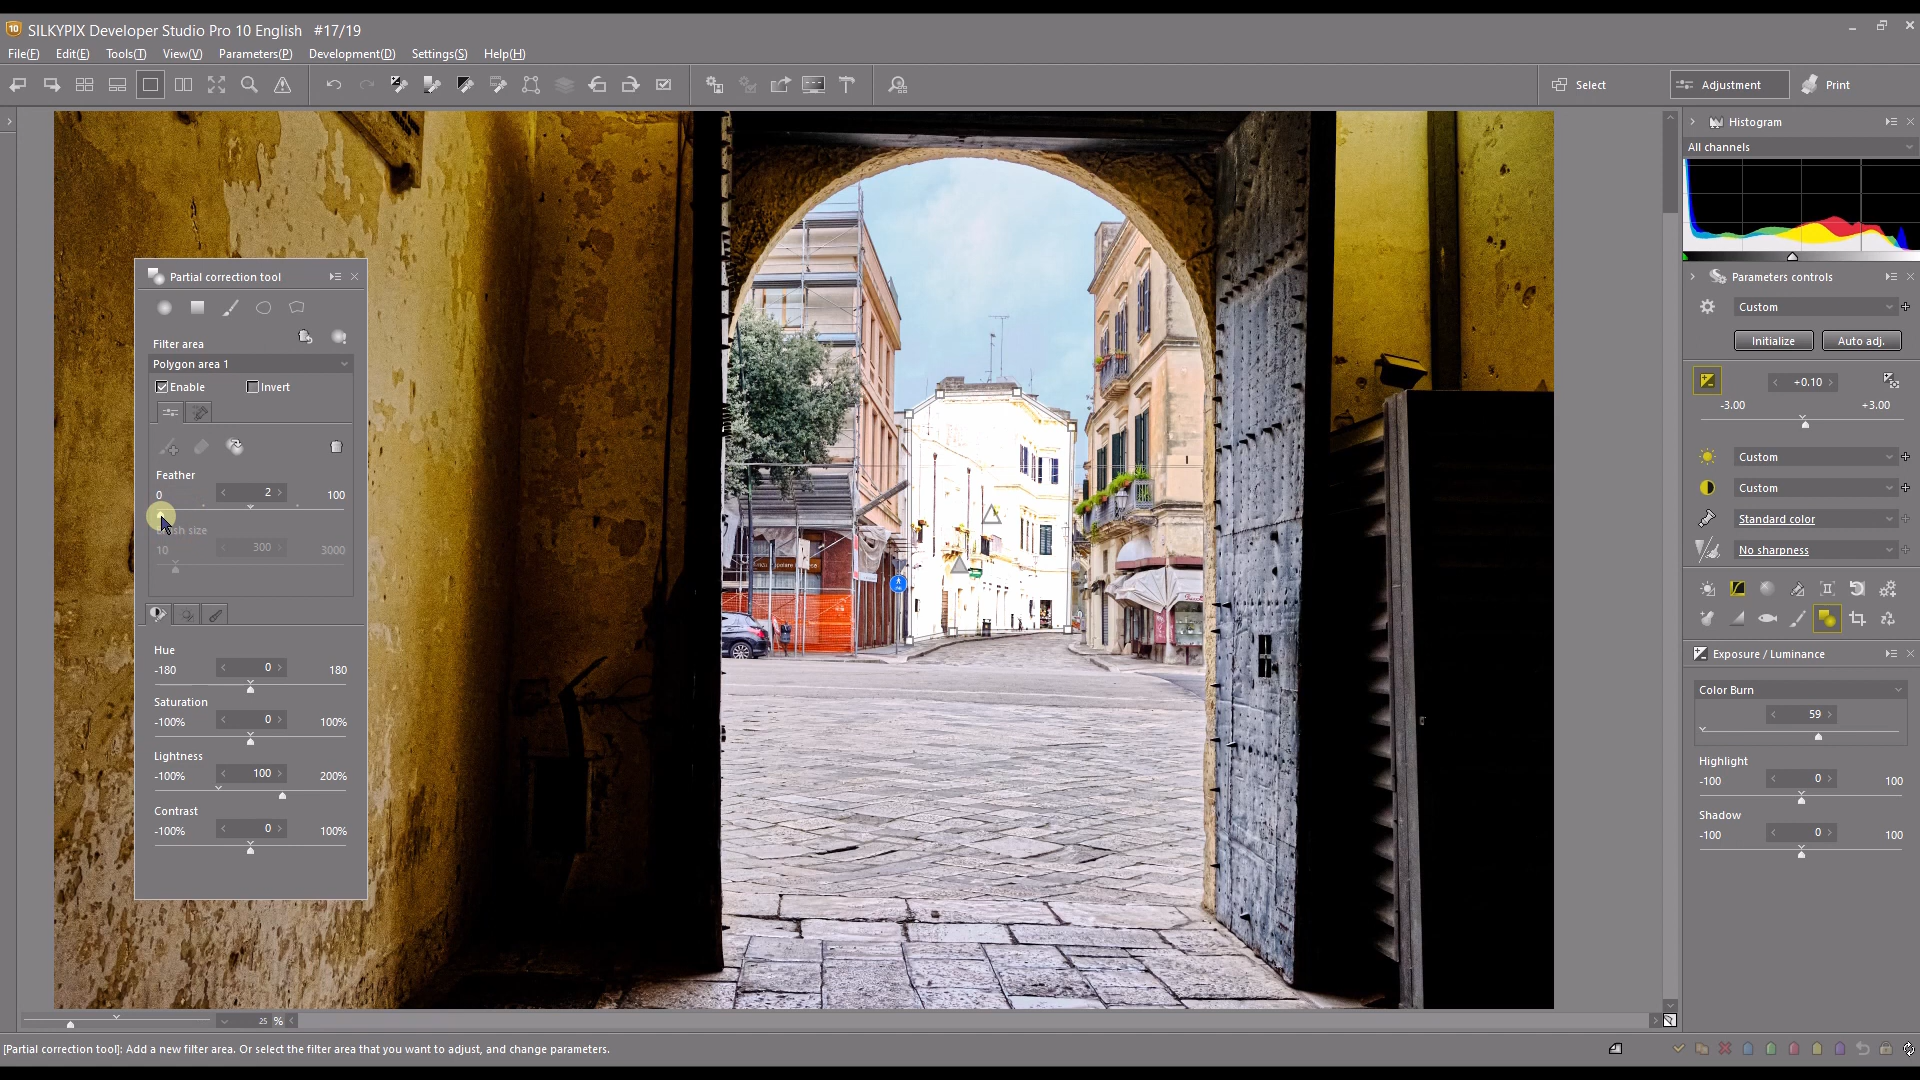 SILKYPIX Developer Studio Pro 10 English #17/19
File(F) Edit(E) Tools(T) View(V) Parameters(P) Development(D) Settings(S) Help(H)
Select
Adjustment
Print
Histogram
All channels
Parameters controls
Custom
Initialize Auto adj.
+0.10
-3.00 +3.00
Custom
Custom
Standard color
No sharpness
Exposure / Luminance
Color Burn
59
Highlight
-100 0 100
Shadow
-100 0 100
Partial correction tool
Filter area
Polygon area 1
Enable Invert
Feather
0 2 100
10 300 3000
Hue
-180 0 180
Saturation
-100% 0 100%
Lightness
-100% 100 200%
Contrast
-100% 0 100%
25 %
[Partial correction tool]: Add a new filter area. Or select the filter area that you want to adjust, and change parameters.